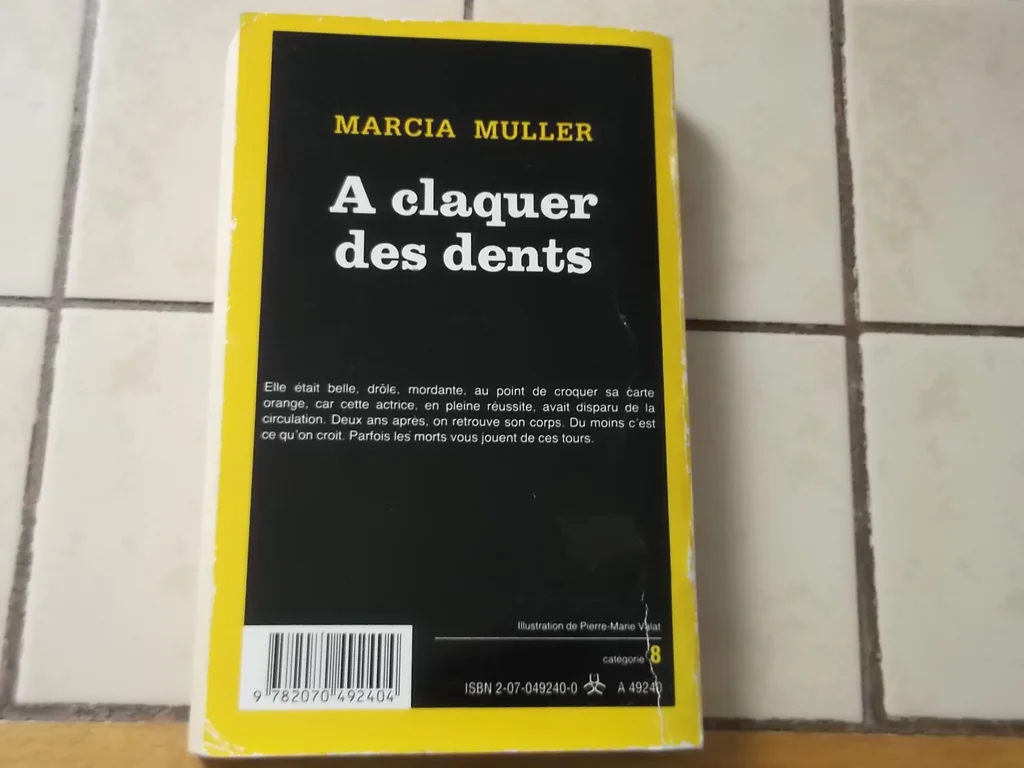 MARCIA MULLER
A claquer
des dents
Elle était belle, drôle, mordante, au point de croquer sa carte
orange, car cette actrice, en pleine réussite, avait disparu de la
circulation. Deux ans après, on retrouve son corps. Du moins c'est
ce qu'on croit. Parfois les morts vous jouent de ces tours.
Illustration de Pierre-Marie Valat
catégorie 8
ISBN 2-07-049240-0 A 49240
9 782070 492404